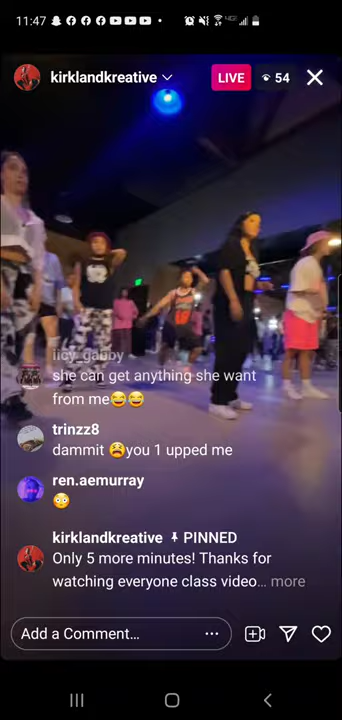 11:47
kirklandkreative
LIVE
54
iicy_gabby
she can get anything she want
from me😂😂
trinzz8
dammit 😫you 1 upped me
ren.aemurray
😳
kirklandkreative PINNED
Only 5 more minutes! Thanks for
watching everyone class video... more
Add a Comment...